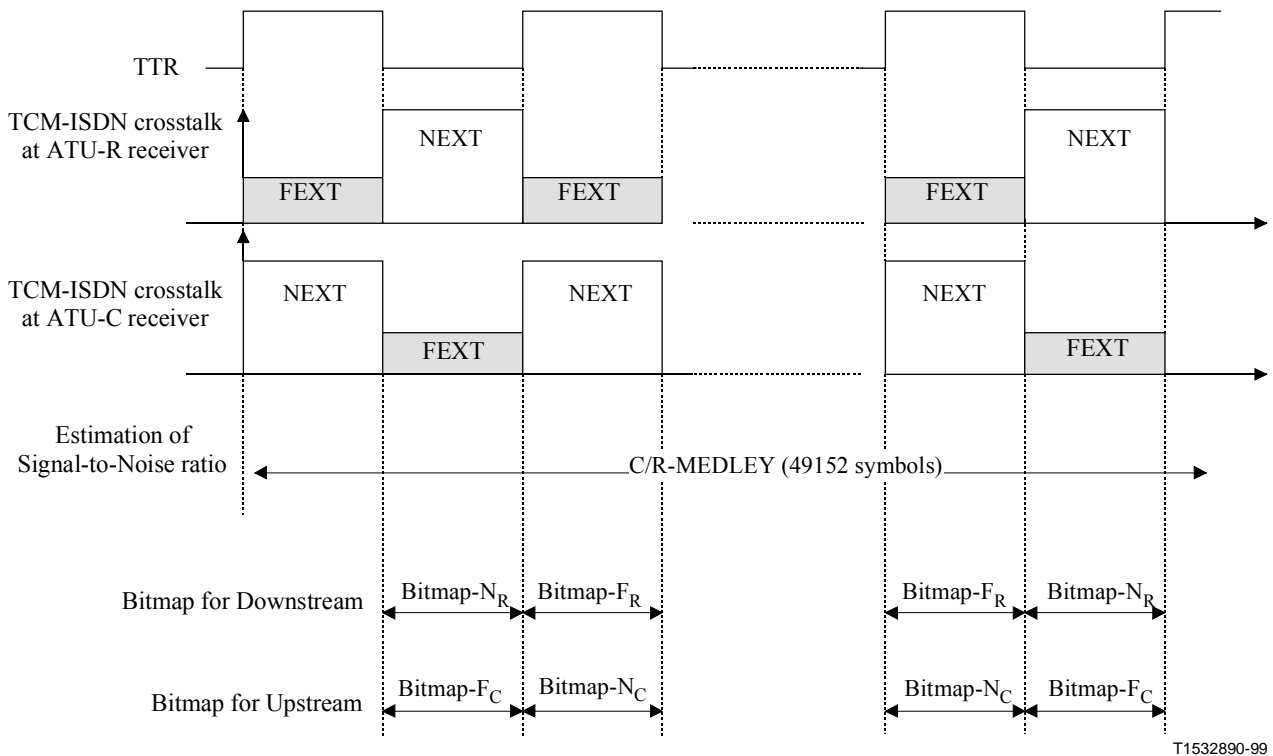 TTR
TCM-ISDN crosstalk
at ATU-R receiver
NEXT
NEXT
FEXT
FEXT
FEXT
TCM-ISDN crosstalk
at ATU-C receiver
NEXT
NEXT
NEXT
FEXT
FEXT
Estimation of
Signal-to-Noise ratio
C/R-MEDLEY (49152 symbols)
Bitmap for Downstream
Bitmap-NR
Bitmap-FR
Bitmap-FR
Bitmap-NR
Bitmap for Upstream
Bitmap-FC
Bitmap-NC
Bitmap-NC
Bitmap-FC
T1532890-99